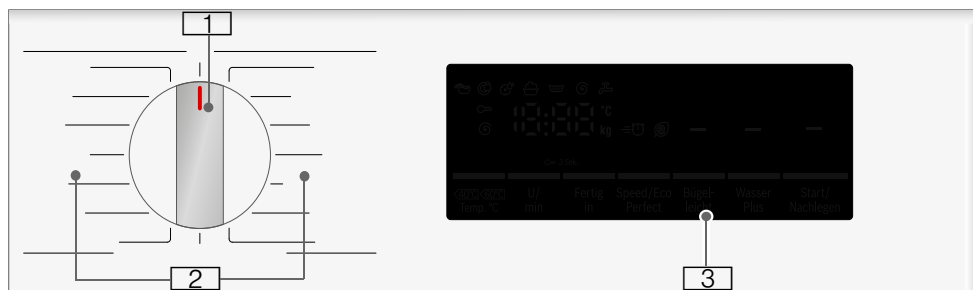 1
°C
18:88 kg
Temp. °C
U/
min
Fertig
in
Speed/Eco
Perfect
Bügel-
leicht
Wasser
Plus
Start/
Nachlegen
2
3